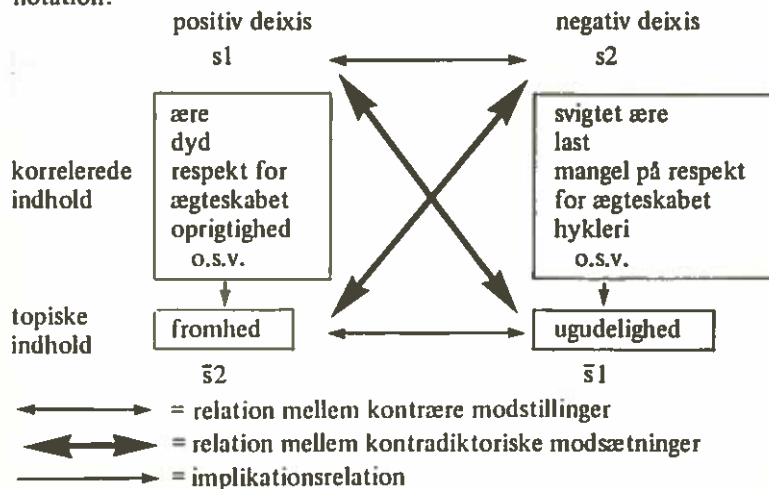 notation:
positiv deixis
negativ deixis
s1
s2
korrelerede
indhold
ære
dyd
respekt for
ægteskabet
oprigtighed
o.s.v.
svigtet ære
last
mangel på respekt
for ægteskabet
hykleri
o.s.v.
topiske
indhold
fromhed
ugudelighed
s̄2
s̄1
= relation mellem kontrære modstillinger
= relation mellem kontradiktoriske modsætninger
= implikationsrelation